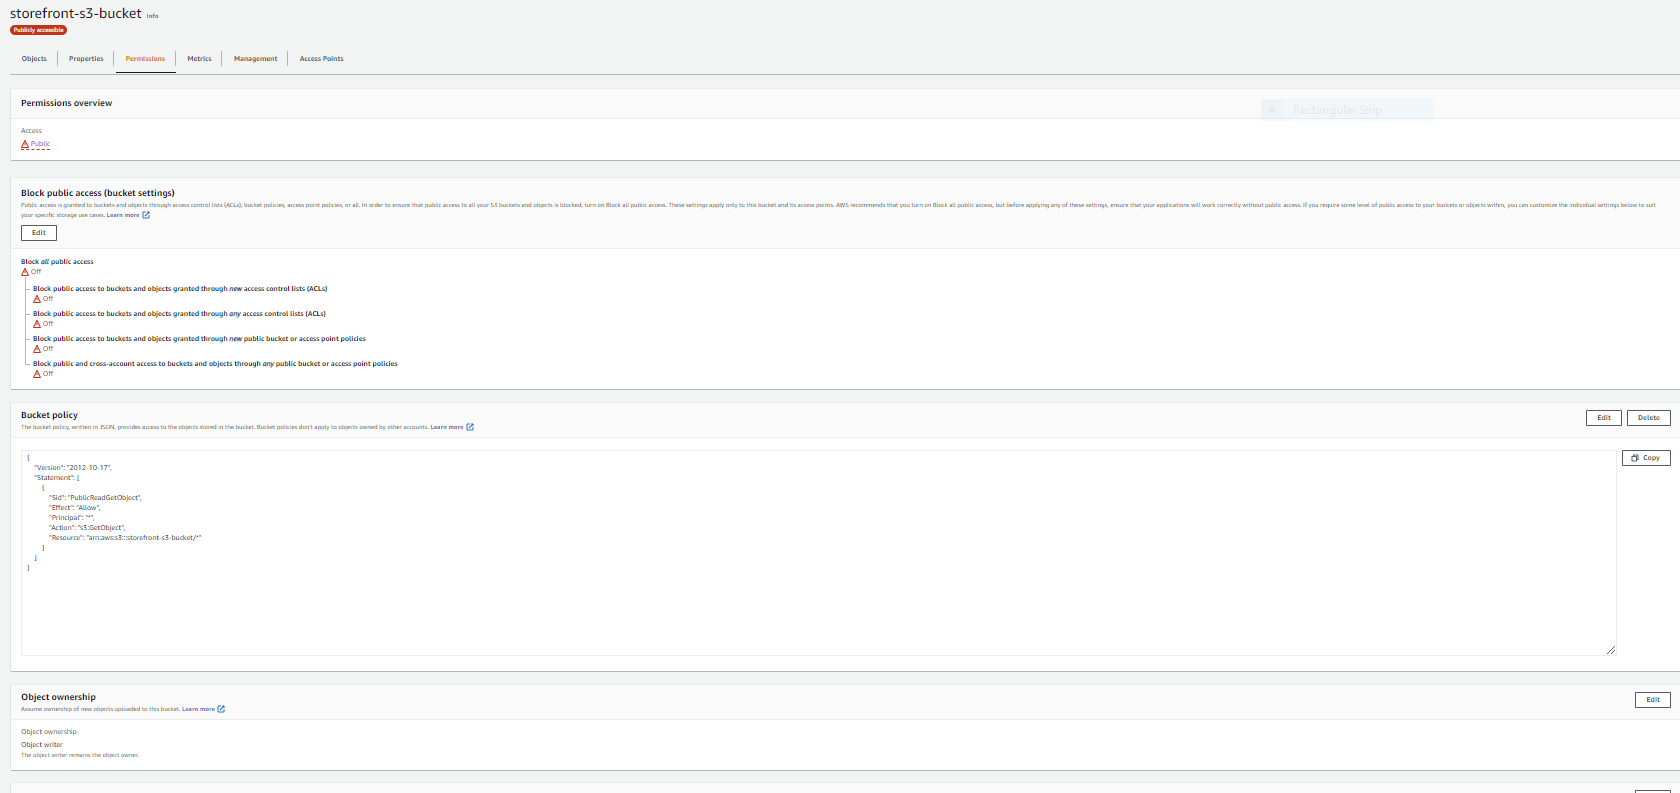 storefront-s3-bucket Info
Publicly accessible
Objects Properties Permissions Metrics Management Access Points
Permissions overview
Rectangular Snip
Access
Public
Block public access (bucket settings)
Public access is granted to buckets and objects through access control lists (ACLs), bucket policies, access point policies, or all. In order to ensure that public access to all your S3 buckets and objects is blocked, turn on Block all public access. These settings apply only to this bucket and its access points. AWS recommends that you turn on Block all public access, but before applying any of these settings, ensure that your applications will work correctly without public access. If you require some level of public access to your buckets or objects within, you can customize the individual settings below to suit
your specific storage use cases. Learn more
Edit
Block all public access
Off
Block public access to buckets and objects granted through new access control lists (ACLs)
Off
Block public access to buckets and objects granted through any access control lists (ACLs)
Off
Block public access to buckets and objects granted through new public bucket or access point policies
Off
Block public and cross-account access to buckets and objects through any public bucket or access point policies
Off
Bucket policy
Edit Delete
The bucket policy, written in JSON, provides access to the objects stored in the bucket. Bucket policies don't apply to objects owned by other accounts. Learn more
Copy
{
"Version": "2012-10-17",
"Statement": [
{
"Sid": "PublicReadGetObject",
"Effect": "Allow",
"Principal": "*",
"Action": "s3:GetObject",
"Resource": "arn:aws:s3:::storefront-s3-bucket/*"
}
]
}
Object ownership
Edit
Assume ownership of new objects uploaded to this bucket. Learn more
Object ownership
Object writer
The object writer remains the object owner.